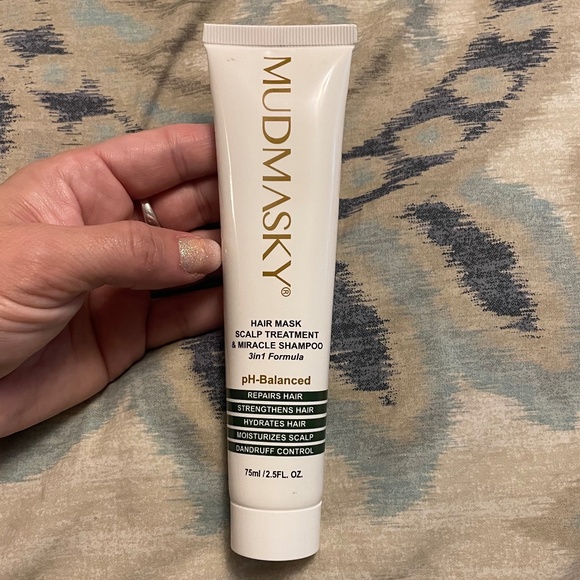 MUDMASKY®
HAIR MASK
SCALP TREATMENT
& MIRACLE SHAMPOO
3in1 Formula
pH-Balanced
REPAIRS HAIR
STRENGTHENS HAIR
HYDRATES HAIR
MOISTURIZES SCALP
DANDRUFF CONTROL
75ml /2.5FL. OZ.